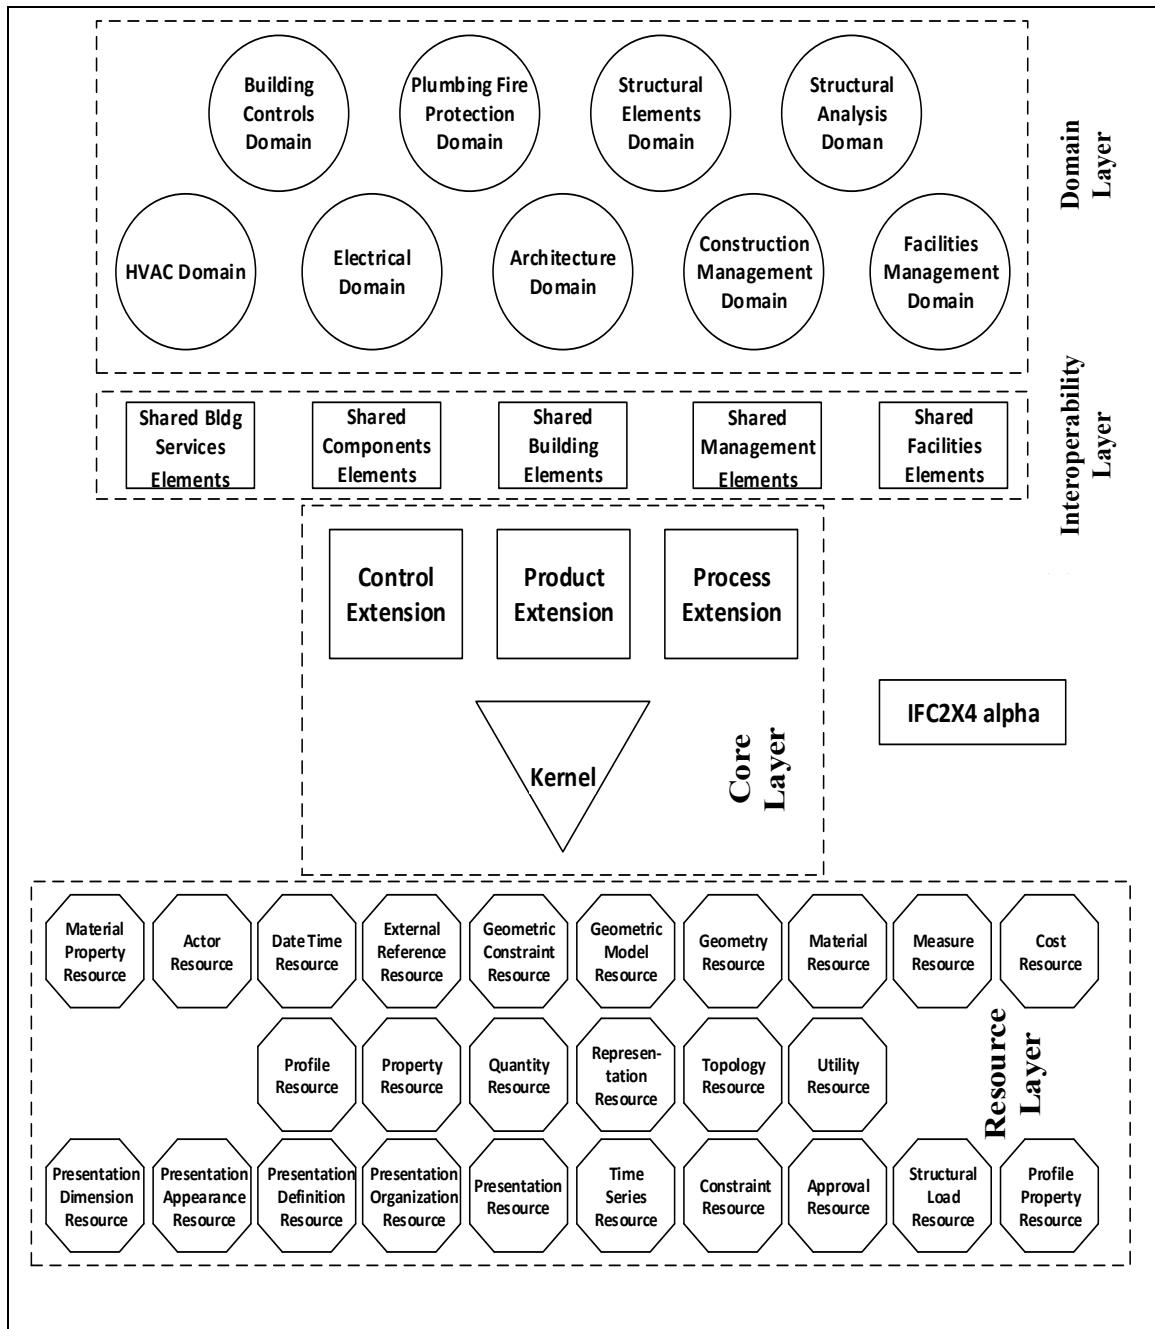 Building
Controls
Domain
Plumbing Fire
Protection
Domain
Structural
Elements
Domain
Structural
Analysis
Doman
HVAC Domain
Electrical
Domain
Architecture
Domain
Construction
Management
Domain
Facilities
Management
Domain
Domain
Layer
Shared Bldg
Services
Elements
Shared
Components
Elements
Shared
Building
Elements
Shared
Management
Elements
Shared
Facilities
Elements
Interoperability
Layer
Control
Extension
Product
Extension
Process
Extension
Kernel
Core
Layer
IFC2X4 alpha
Material
Property
Resource
Actor
Resource
Date Time
Resource
External
Reference
Resource
Geometric
Constraint
Resource
Geometric
Model
Resource
Geometry
Resource
Material
Resource
Measure
Resource
Cost
Resource
Profile
Resource
Property
Resource
Quantity
Resource
Represen-
tation
Resource
Topology
Resource
Utility
Resource
Resource
Layer
Presentation
Dimension
Resource
Presentation
Appearance
Resource
Presentation
Definition
Resource
Presentation
Organization
Resource
Presentation
Resource
Time
Series
Resource
Constraint
Resource
Approval
Resource
Structural
Load
Resource
Profile
Property
Resource